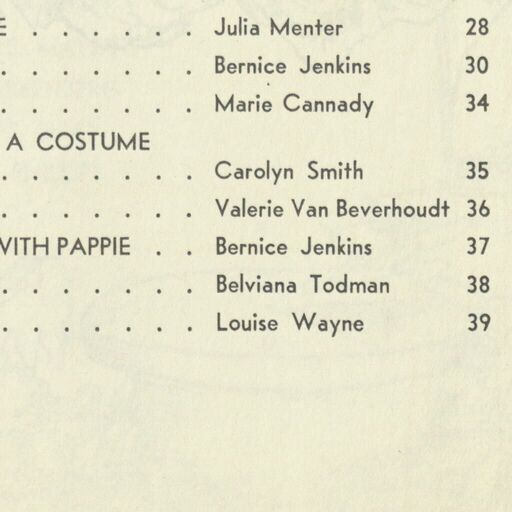 E . . . . . . Julia Menter 28
. . . . . . . Bernice Jenkins 30
. . . . . . . Marie Cannady 34
A COSTUME
. . . . . . . Carolyn Smith 35
. . . . . . . Valerie Van Beverhoudt 36
WITH PAPPIE . . Bernice Jenkins 37
. . . . . . . Belviana Todman 38
. . . . . . . Louise Wayne 39